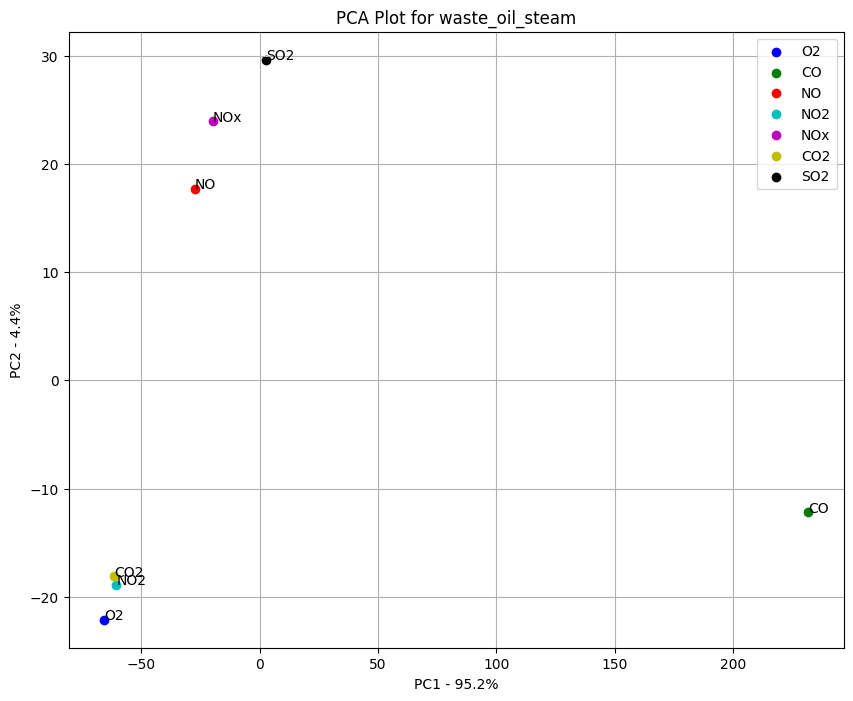 PCA Plot for waste_oil_steam
30
20
10
0
−10
−20
PC2 - 4.4%
SO2
NOx
NO
CO
CO2
NO2
O2
O2
CO
NO
NO2
NOx
CO2
SO2
−50
0
50
100
150
200
PC1 - 95.2%